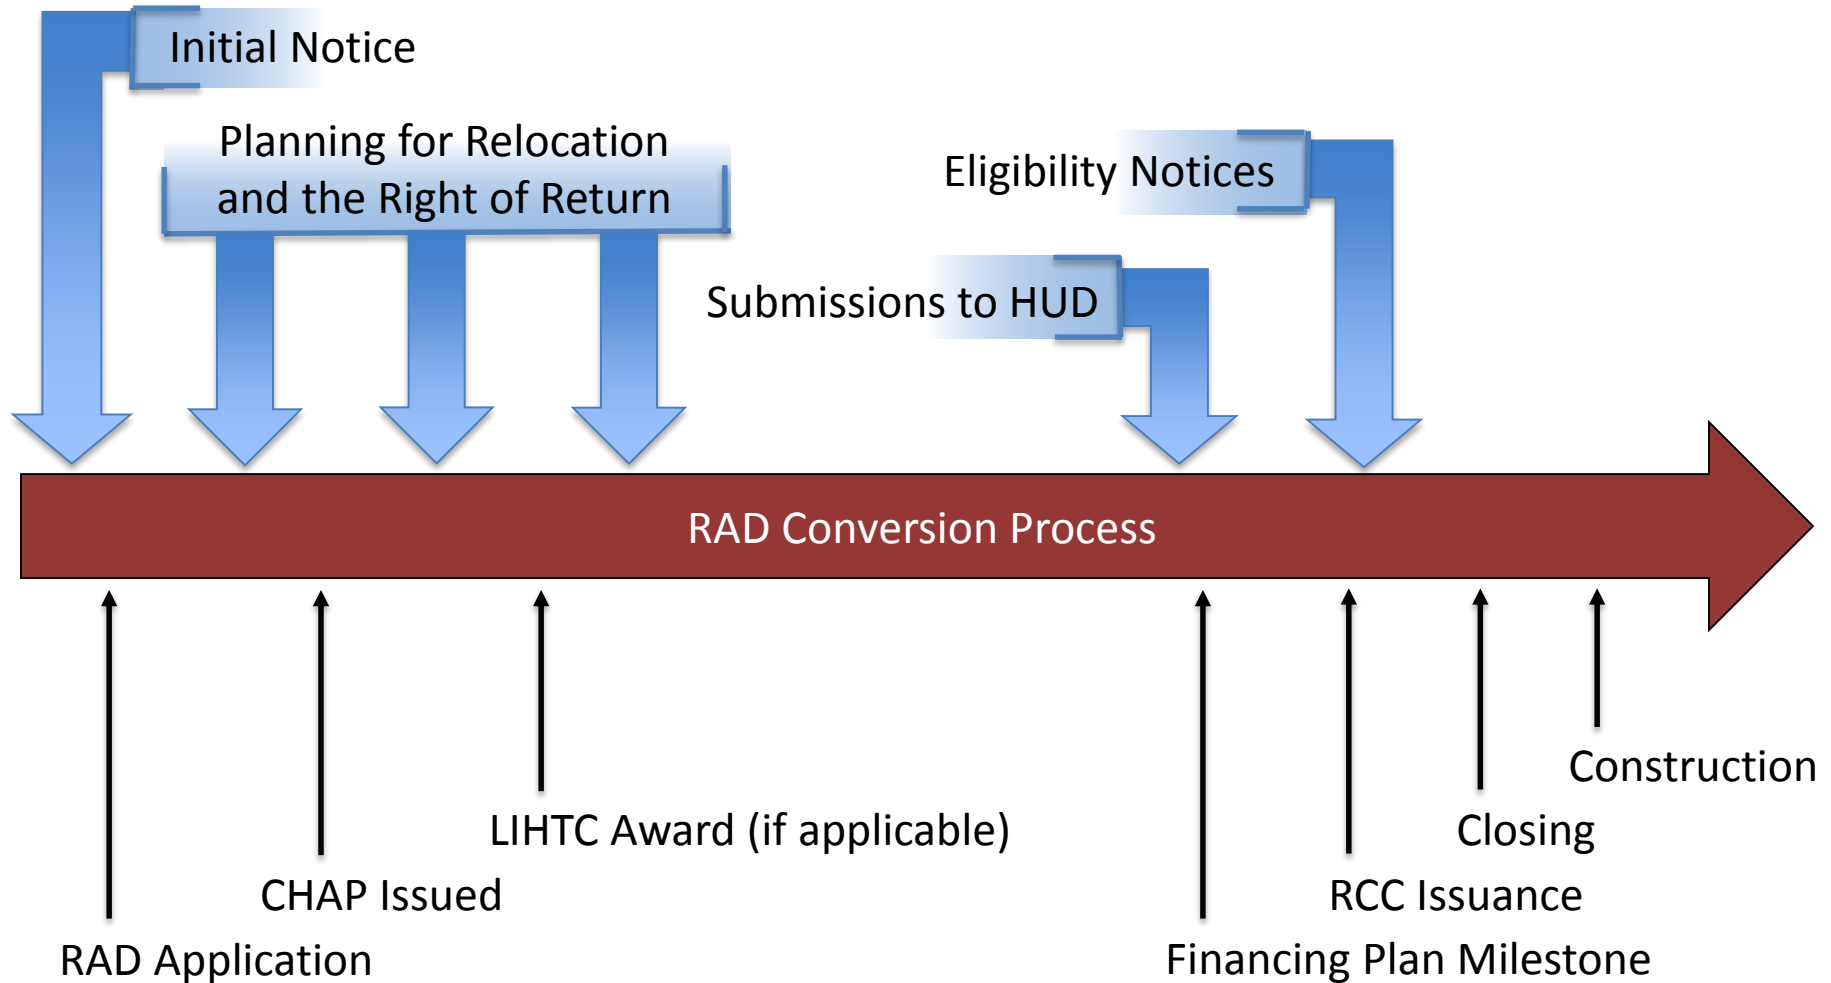 Initial Notice
Planning for Relocation
and the Right of Return
Eligibility Notices
Submissions to HUD
RAD Conversion Process
Construction
LIHTC Award (if applicable)
Closing
CHAP Issued
RCC Issuance
RAD Application
Financing Plan Milestone